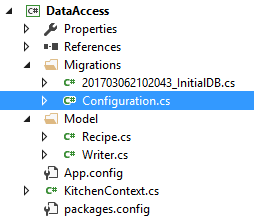 DataAccess
Properties
References
Migrations
201703062102043_InitialDB.cs
Configuration.cs
Model
Recipe.cs
Writer.cs
App.config
KitchenContext.cs
packages.config